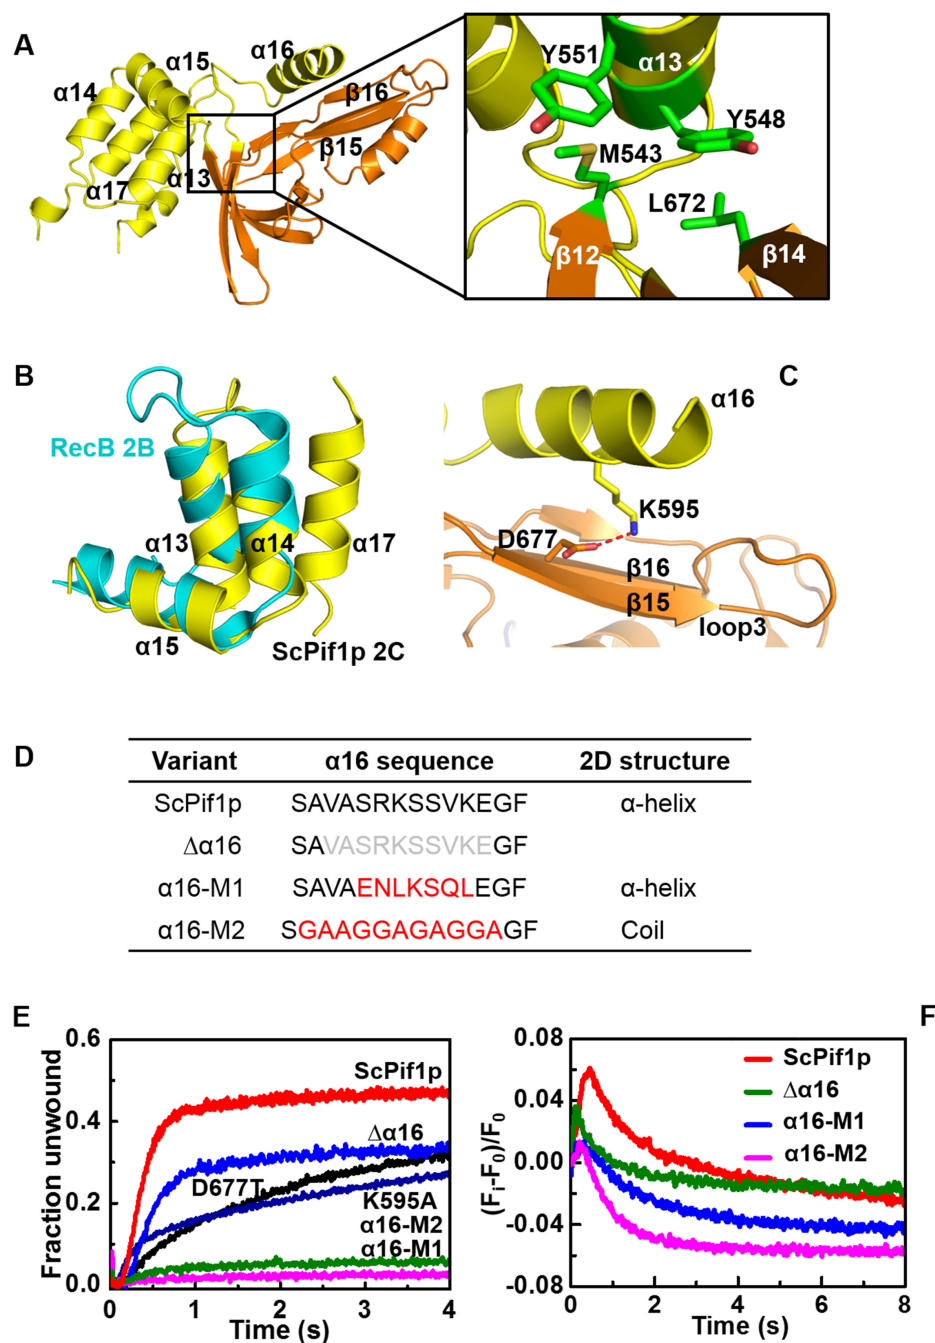 A
α14
α15
α16
β16
β15
α17
α13
Y551
α13
Y548
M543
L672
β12
β14
B
RecB 2B
α13
α14
α17
α15
ScPif1p 2C
C
α16
K595
D677
β16
β15
loop3
D
Variant α16 sequence 2D structure
ScPif1p SAVASRKSSVKEGF α-helix
Δα16 SAVASRKSSVKEGF
α16-M1 SAVAENLKSQLEGF α-helix
α16-M2 SGAAGGAGAGGAGF Coil
E
Fraction unwound
0.6
0.4
0.2
0.0
0 1 2 3 4
Time (s)
ScPif1p
Δα16
D677T
K595A
α16-M2
α16-M1
F
(Fi-F0)/F0
0.08
0.04
0.00
-0.04
-0.08
0 2 4 6 8
Time (s)
ScPif1p
Δα16
α16-M1
α16-M2